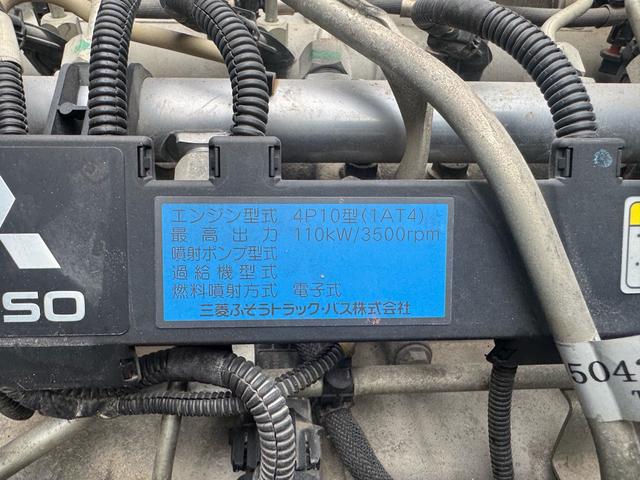 エンジン型式 4P10型(1AT4)
最高出力 110kW/3500rpm
噴射ポンプ型式
過給機型式
燃料噴射方式 電子式
三菱ふそうトラック・バス株式会社
SO
504